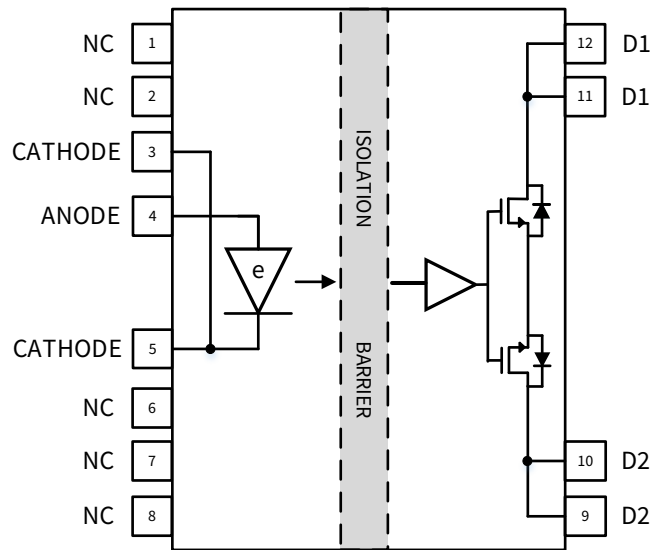 NC 1
NC 2
CATHODE 3
ANODE 4
CATHODE 5
NC 6
NC 7
NC 8
e
ISOLATION
BARRIER
12 D1
11 D1
10 D2
9 D2